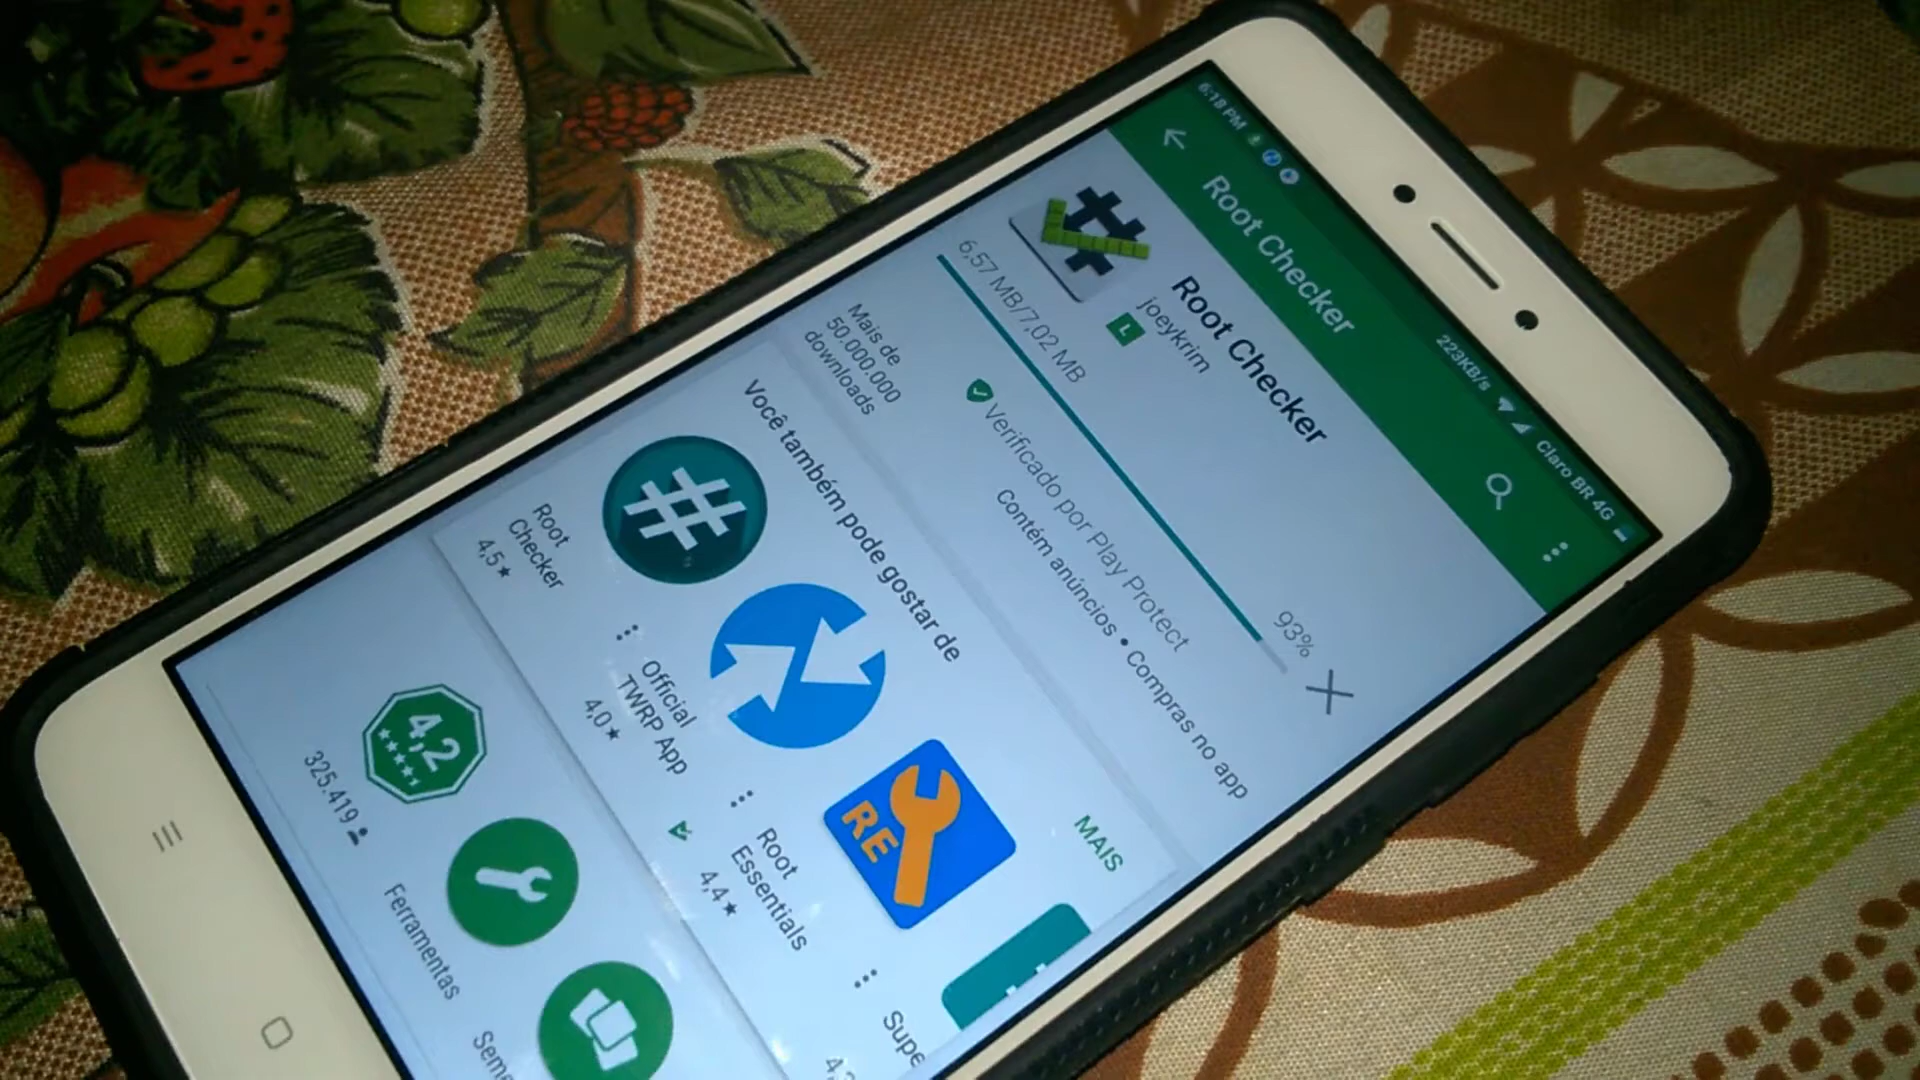 6:18 PM
223KB/s
Claro BR 4G
Root Checker
Root Checker
joeykrim
L
93%
6,57 MB/7,02 MB
Verificado por Play Protect
Contém anúncios • Compras no app
Mais de
50.000.000
downloads
Você também pode gostar de
MAIS
Root
Checker
4,5★
Official
TWRP App
4,0★
RE
Root
Essentials
4,4★
Supe
4,2
325.419
Ferramentas
Seme